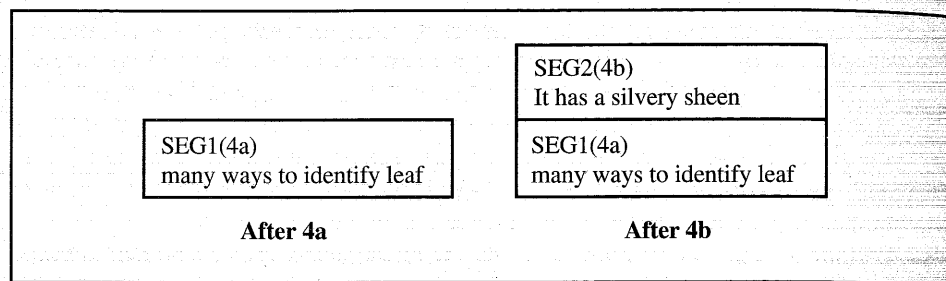 SEG1(4a)
many ways to identify leaf
After 4a
SEG2(4b)
It has a silvery sheen
SEG1(4a)
many ways to identify leaf
After 4b